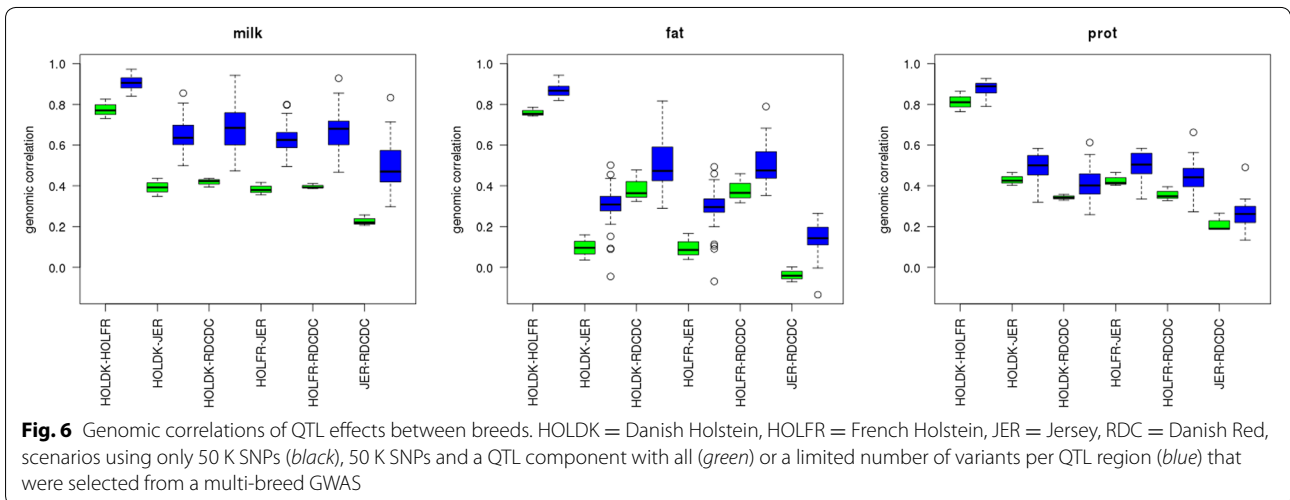 milk
genomic correlation
1.0
0.8
0.6
0.4
0.2
0.0
HOLDK-HOLFR
HOLDK-JER
HOLDK-RDCDC
HOLFR-JER
HOLFR-RDCDC
JER-RDCDC
fat
genomic correlation
1.0
0.8
0.6
0.4
0.2
0.0
HOLDK-HOLFR
HOLDK-JER
HOLDK-RDCDC
HOLFR-JER
HOLFR-RDCDC
JER-RDCDC
prot
genomic correlation
1.0
0.8
0.6
0.4
0.2
0.0
HOLDK-HOLFR
HOLDK-JER
HOLDK-RDCDC
HOLFR-JER
HOLFR-RDCDC
JER-RDCDC
Fig. 6 Genomic correlations of QTL effects between breeds. HOLDK = Danish Holstein, HOLFR = French Holstein, JER = Jersey, RDC = Danish Red,
scenarios using only 50 K SNPs (black), 50 K SNPs and a QTL component with all (green) or a limited number of variants per QTL region (blue) that
were selected from a multi-breed GWAS